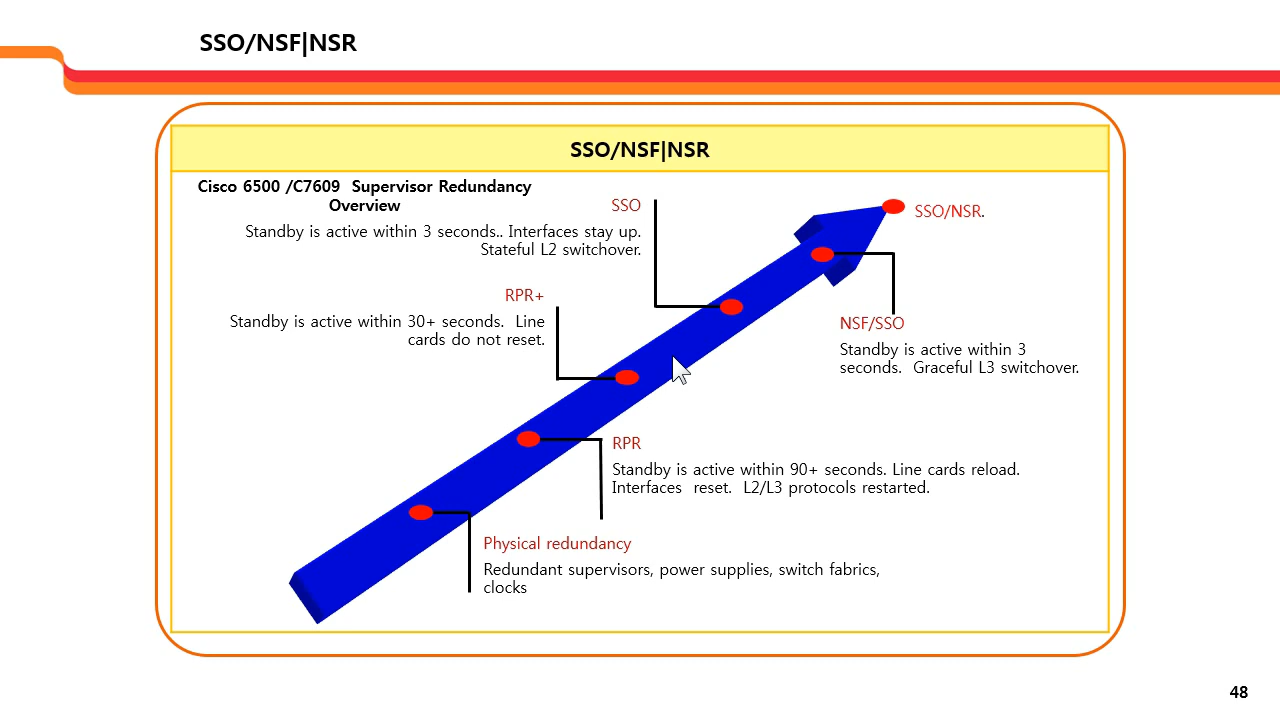 SSO/NSF|NSR
SSO/NSF|NSR
Cisco 6500 /C7609  Supervisor Redundancy
Overview
SSO
Standby is active within 3 seconds.. Interfaces stay up.
Stateful L2 switchover.
SSO/NSR.
RPR+
Standby is active within 30+ seconds.  Line
cards do not reset.
NSF/SSO
Standby is active within 3
seconds.  Graceful L3 switchover.
RPR
Standby is active within 90+ seconds. Line cards reload.
Interfaces  reset.  L2/L3 protocols restarted.
Physical redundancy
Redundant supervisors, power supplies, switch fabrics,
clocks
48